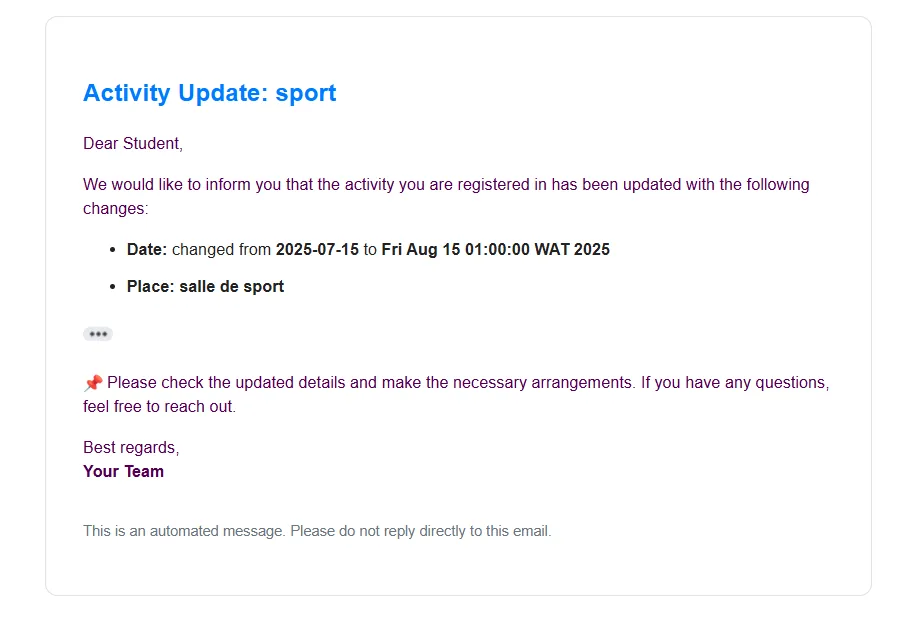 Activity Update: sport
Dear Student,
We would like to inform you that the activity you are registered in has been updated with the following
changes:
• Date: changed from 2025-07-15 to Fri Aug 15 01:00:00 WAT 2025
• Place: salle de sport
•••
📌 Please check the updated details and make the necessary arrangements. If you have any questions,
feel free to reach out.
Best regards,
Your Team
This is an automated message. Please do not reply directly to this email.